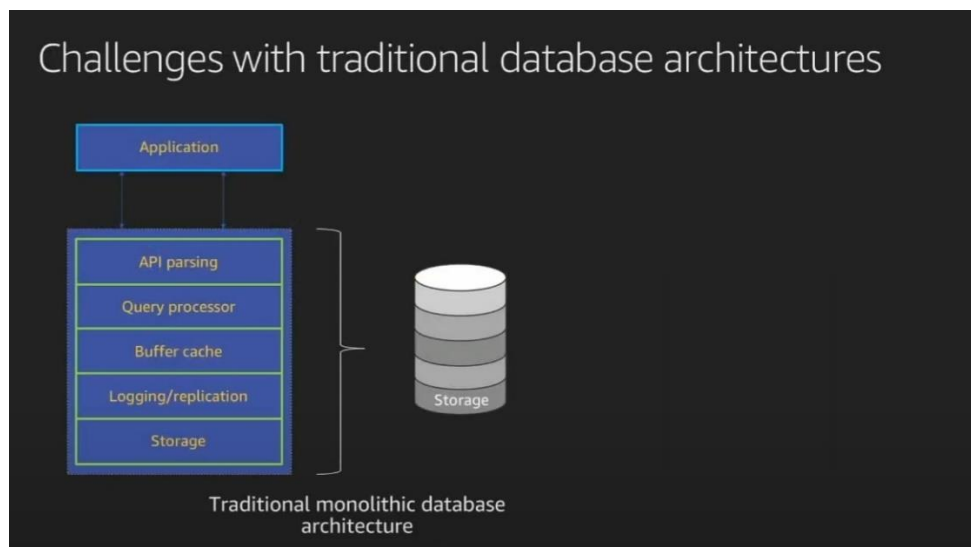 Challenges with traditional database architectures
Application
API parsing
Query processor
Buffer cache
Logging/replication
Storage
Storage
Traditional monolithic database
architecture